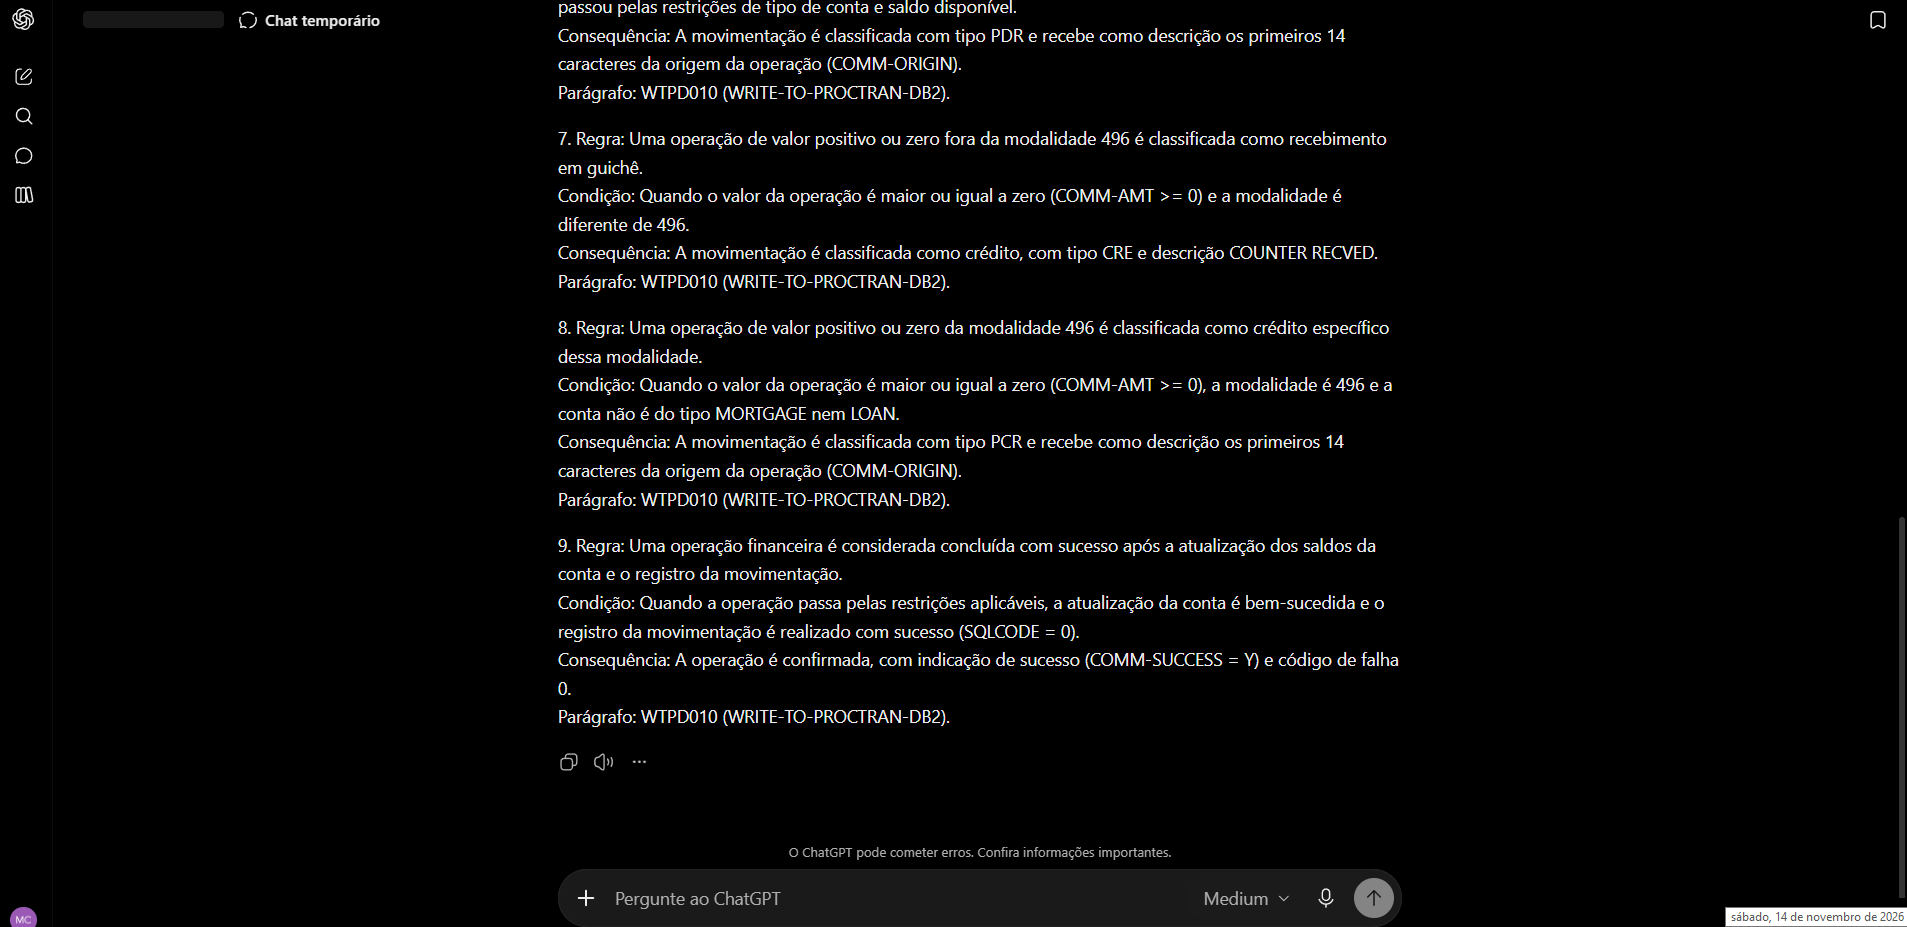 Chat temporário
passou pelas restrições de tipo de conta e saldo disponível.
Consequência: A movimentação é classificada com tipo PDR e recebe como descrição os primeiros 14
caracteres da origem da operação (COMM-ORIGIN).
Parágrafo: WTPD010 (WRITE-TO-PROCTRAN-DB2).
7. Regra: Uma operação de valor positivo ou zero fora da modalidade 496 é classificada como recebimento
em guichê.
Condição: Quando o valor da operação é maior ou igual a zero (COMM-AMT >= 0) e a modalidade é
diferente de 496.
Consequência: A movimentação é classificada como crédito, com tipo CRE e descrição COUNTER RECVED.
Parágrafo: WTPD010 (WRITE-TO-PROCTRAN-DB2).
8. Regra: Uma operação de valor positivo ou zero da modalidade 496 é classificada como crédito específico
dessa modalidade.
Condição: Quando o valor da operação é maior ou igual a zero (COMM-AMT >= 0), a modalidade é 496 e a
conta não é do tipo MORTGAGE nem LOAN.
Consequência: A movimentação é classificada com tipo PCR e recebe como descrição os primeiros 14
caracteres da origem da operação (COMM-ORIGIN).
Parágrafo: WTPD010 (WRITE-TO-PROCTRAN-DB2).
9. Regra: Uma operação financeira é considerada concluída com sucesso após a atualização dos saldos da
conta e o registro da movimentação.
Condição: Quando a operação passa pelas restrições aplicáveis, a atualização da conta é bem-sucedida e o
registro da movimentação é realizado com sucesso (SQLCODE = 0).
Consequência: A operação é confirmada, com indicação de sucesso (COMM-SUCCESS = Y) e código de falha
0.
Parágrafo: WTPD010 (WRITE-TO-PROCTRAN-DB2).
O ChatGPT pode cometer erros. Confira informações importantes.
Pergunte ao ChatGPT
Medium
MC
sábado, 14 de novembro de 2026